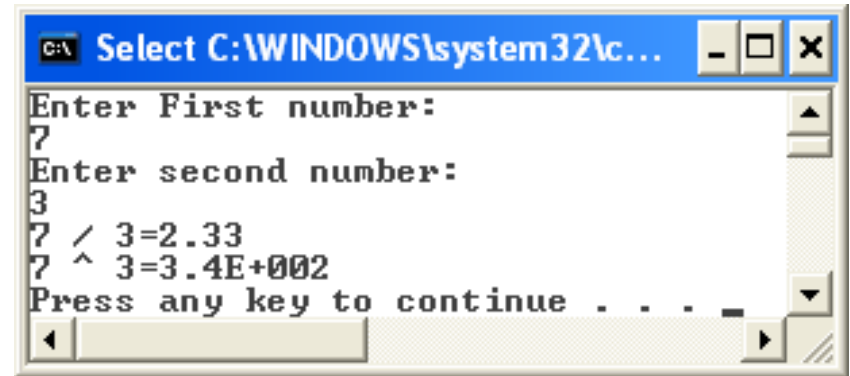 Select C:\WINDOWS\system32\c...
Enter First number:
7
Enter second number:
3
7 / 3=2.33
7 ^ 3=3.4E+002
Press any key to continue . . . _